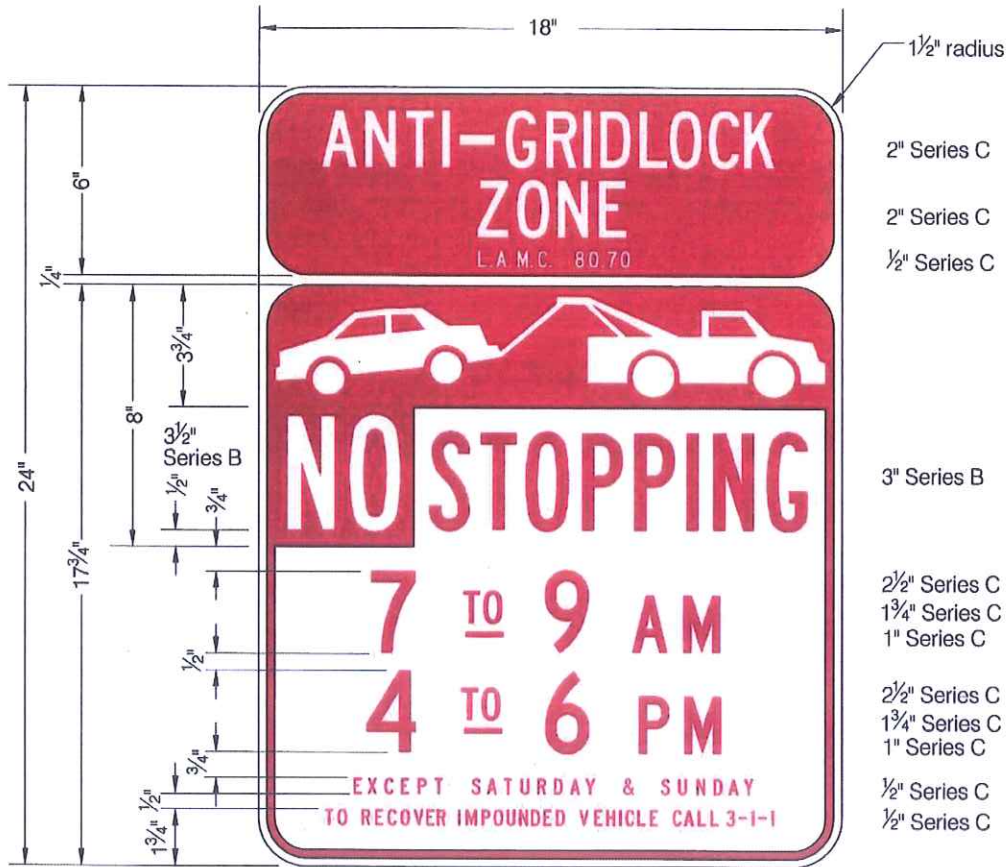 18"
1½" radius
ANTI-GRIDLOCK
2" Series C
6"
ZONE
2" Series C
L.A.M.C. 80.70
½" Series C
¼"
3¾"
8"
24"
3½"
Series B
NO STOPPING
3" Series B
½"
¾"
17¾"
7 TO 9 AM
2½" Series C
1¾" Series C
1" Series C
½"
4 TO 6 PM
2½" Series C
1¾" Series C
1" Series C
¾"
EXCEPT SATURDAY & SUNDAY
½" Series C
½"
TO RECOVER IMPOUNDED VEHICLE CALL 3-1-1
½" Series C
1¾"